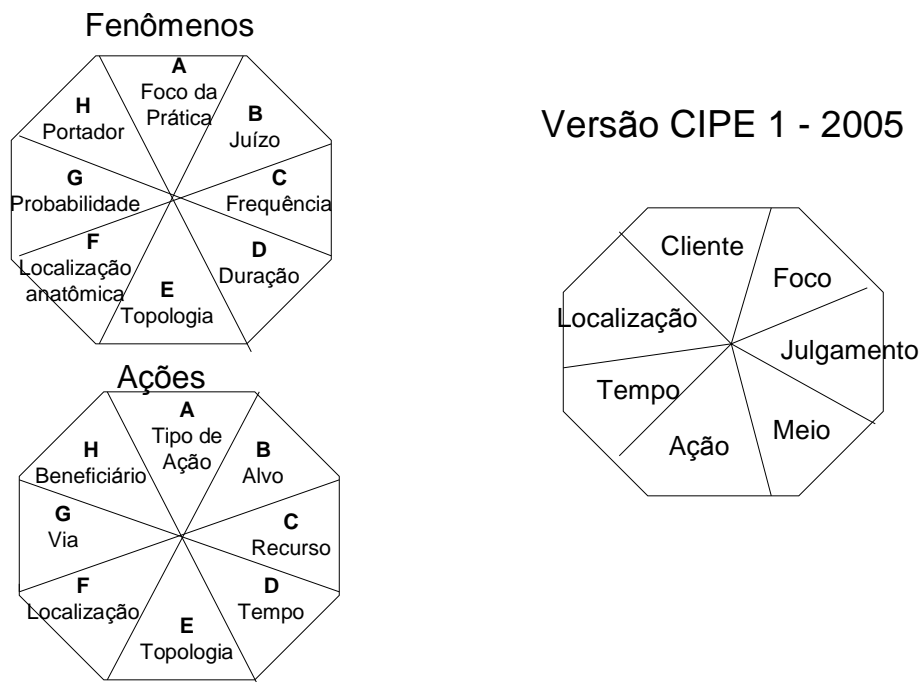 Fenômenos
A
Foco da
Prática
B
Juízo
C
Frequência
D
Duração
E
Topologia
F
Localização
anatômica
G
Probabilidade
H
Portador
Ações
A
Tipo de
Ação
B
Alvo
C
Recurso
D
Tempo
E
Topologia
F
Localização
G
Via
H
Beneficiário
Versão CIPE 1 - 2005
Cliente
Foco
Julgamento
Meio
Ação
Tempo
Localização